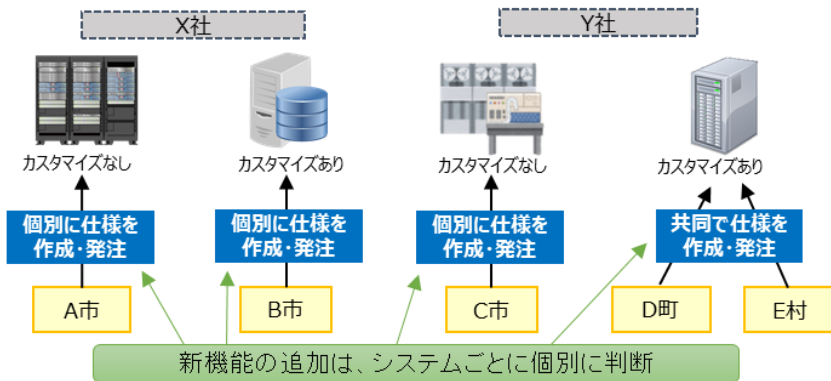 X社
Y社
カスタマイズなし
カスタマイズあり
カスタマイズなし
カスタマイズあり
個別に仕様を
作成・発注
個別に仕様を
作成・発注
個別に仕様を
作成・発注
共同で仕様を
作成・発注
A市
B市
C市
D町
E村
新機能の追加は、システムごとに個別に判断